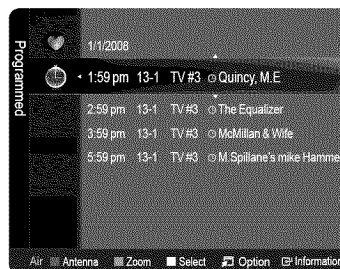 Programmed
1/1/2008
1:59 pm 13-1 TV #3 Quincy, M.E
2:59 pm 13-1 TV #3 The Equalizer
3:59 pm 13-1 TV #3 McMillan & Wife
5:59 pm 13-1 TV #3 M.Spillane's mike Hamme
Air Antenna Zoom Select Option Information